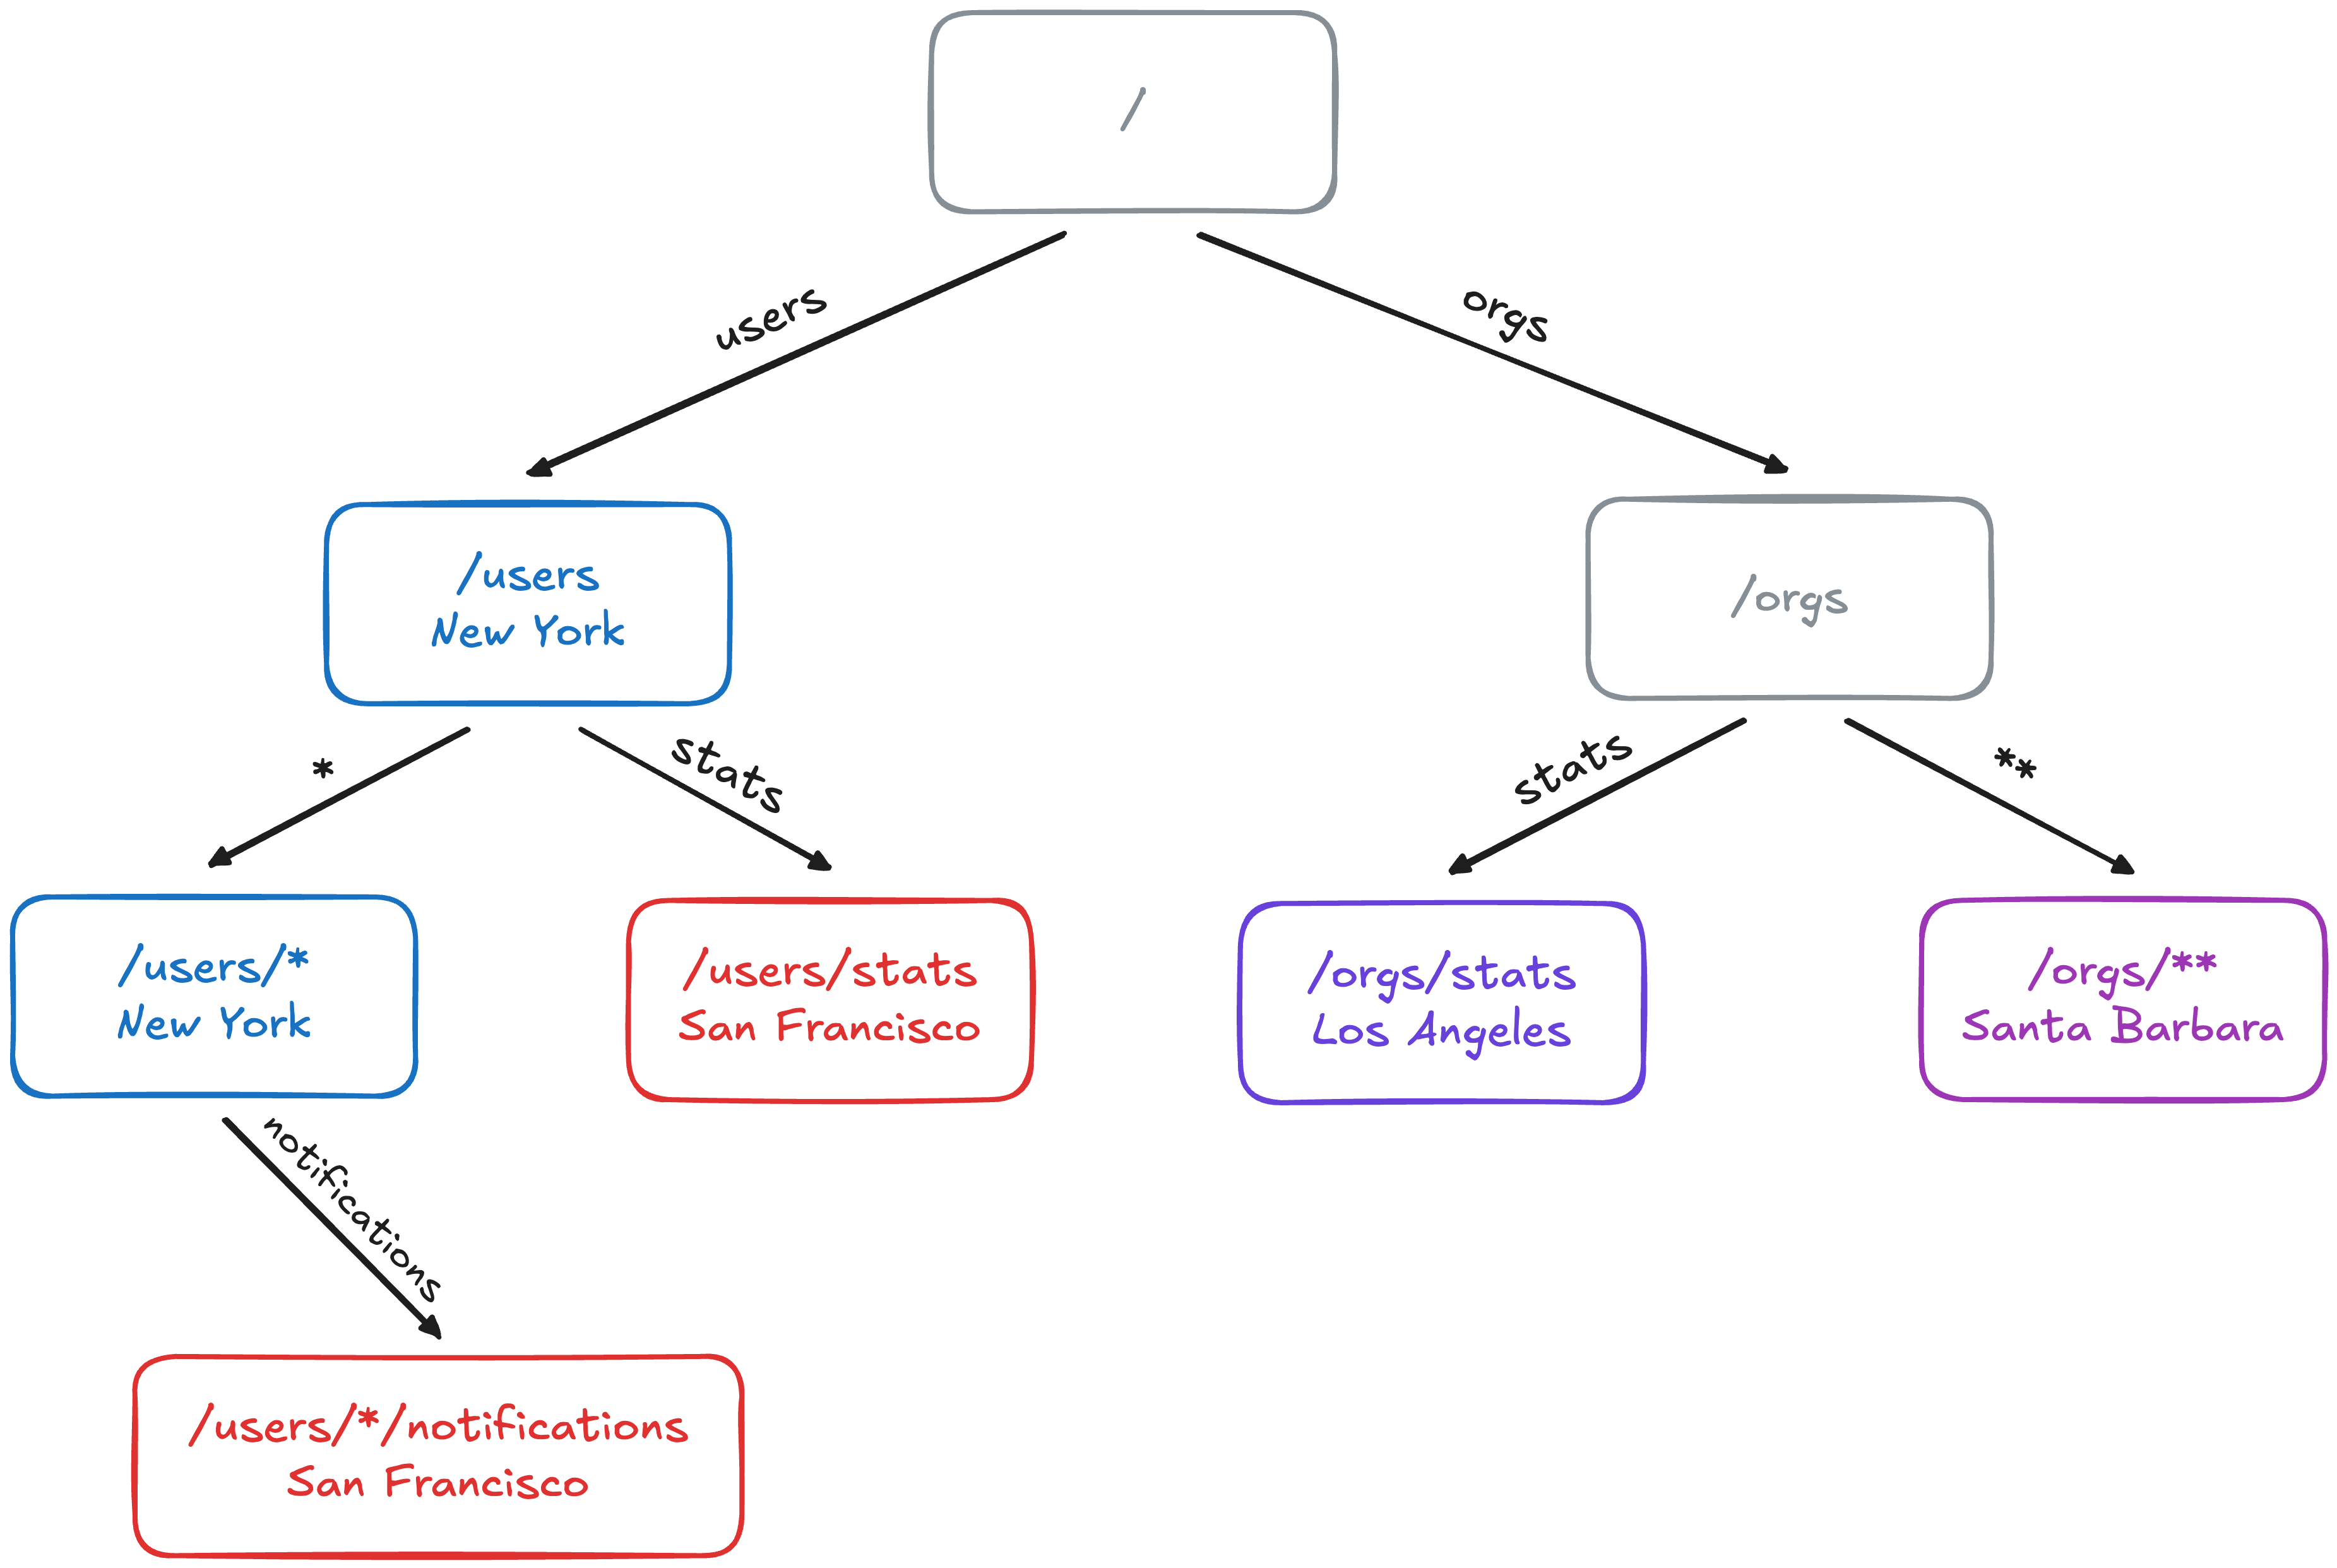 /
users
orgs
/users
New York
/orgs
*
stats
stats
**
/users/*
New York
/users/stats
San Francisco
/orgs/stats
Los Angeles
/orgs/**
Santa Barbara
notifications
/users/*/notifications
San Francisco